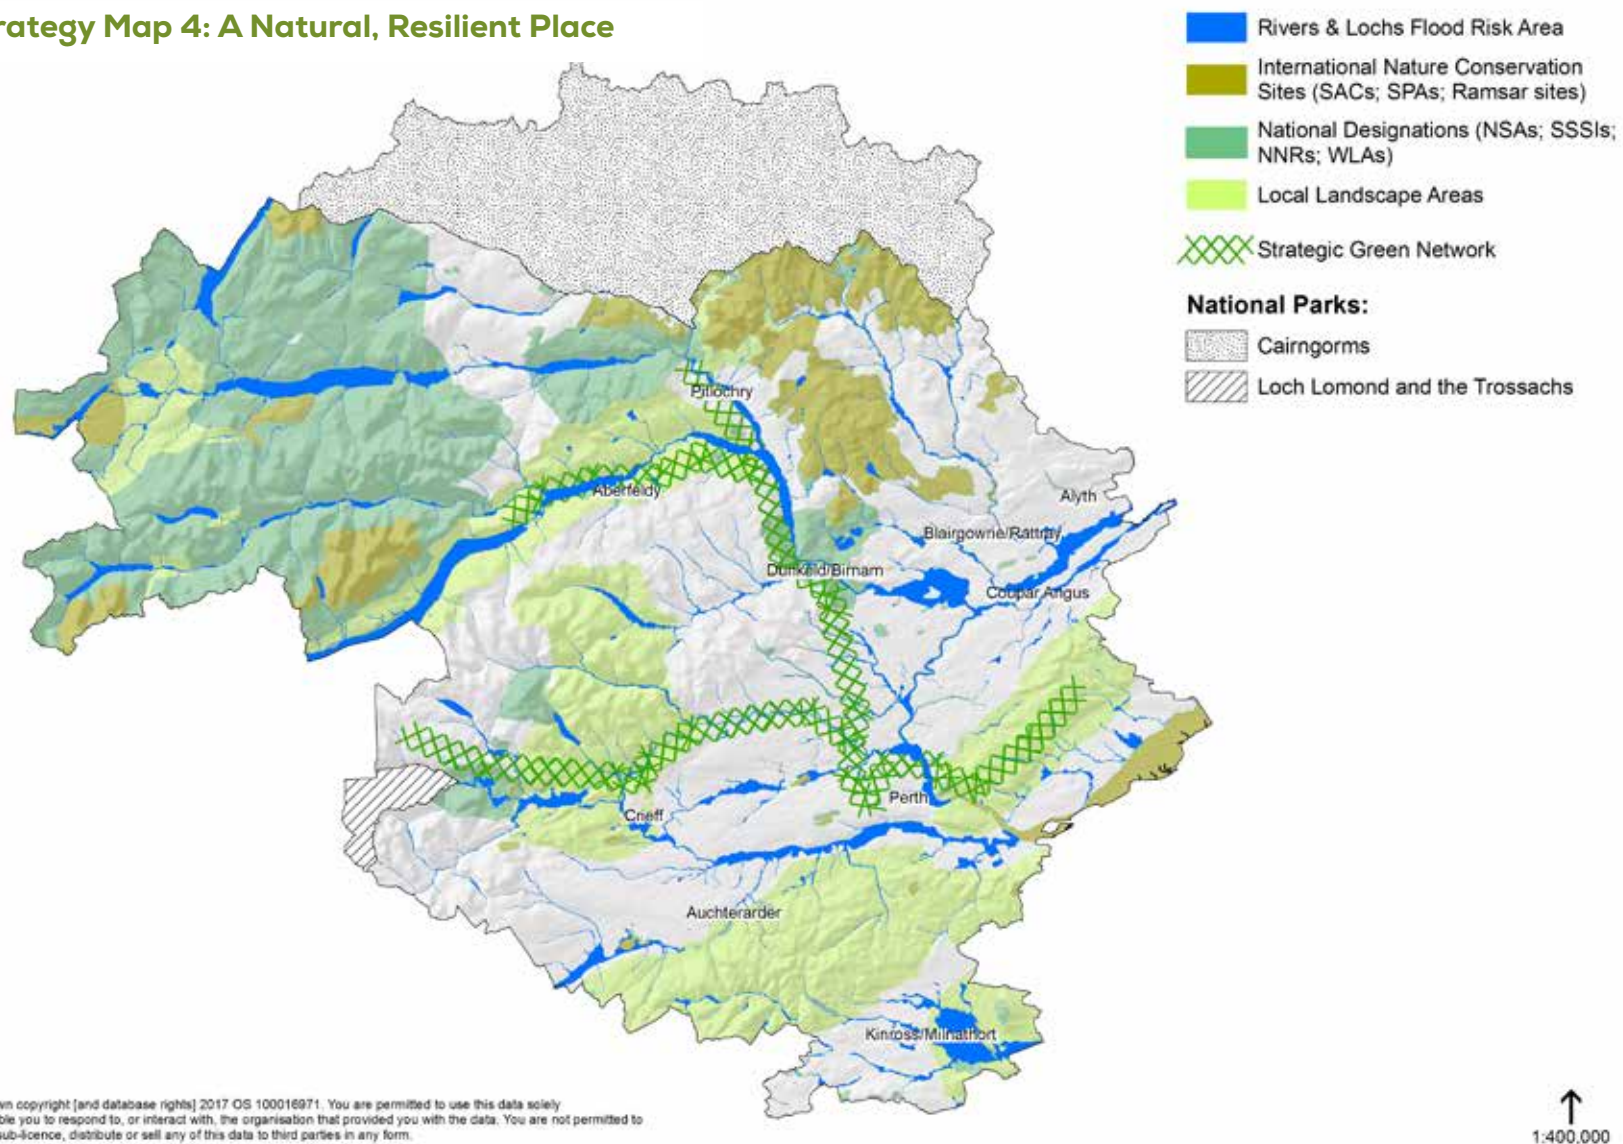 rategy Map 4: A Natural, Resilient Place
Rivers & Lochs Flood Risk Area
International Nature Conservation
Sites (SACs; SPAs; Ramsar sites)
National Designations (NSAs; SSSIs;
NNRs; WLAs)
Local Landscape Areas
Strategic Green Network
National Parks:
Cairngorms
Loch Lomond and the Trossachs
Pitlochry
Aberfeldy
Alyth
Blairgowrie/Rattray
Dunkeld/Birnam
Coupar Angus
Perth
Crieff
Auchterarder
Kinross/Milnathort
wn copyright [and database rights] 2017 OS 100016971. You are permitted to use this data solely
ble you to respond to, or interact with, the organisation that provided you with the data. You are not permitted to
sub-licence, distribute or sell any of this data to third parties in any form.
1:400,000